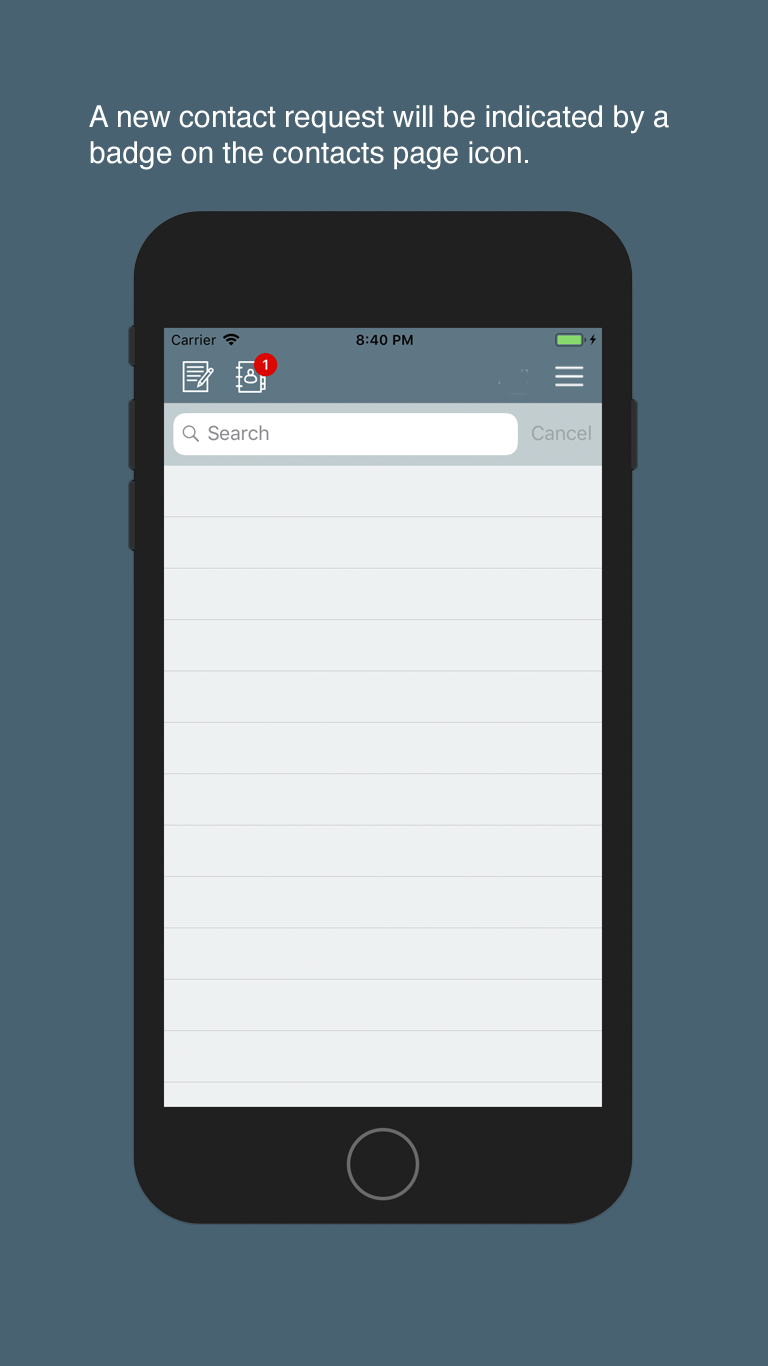 A new contact request will be indicated by a
badge on the contacts page icon.
Carrier 8:40 PM
1
Search Cancel